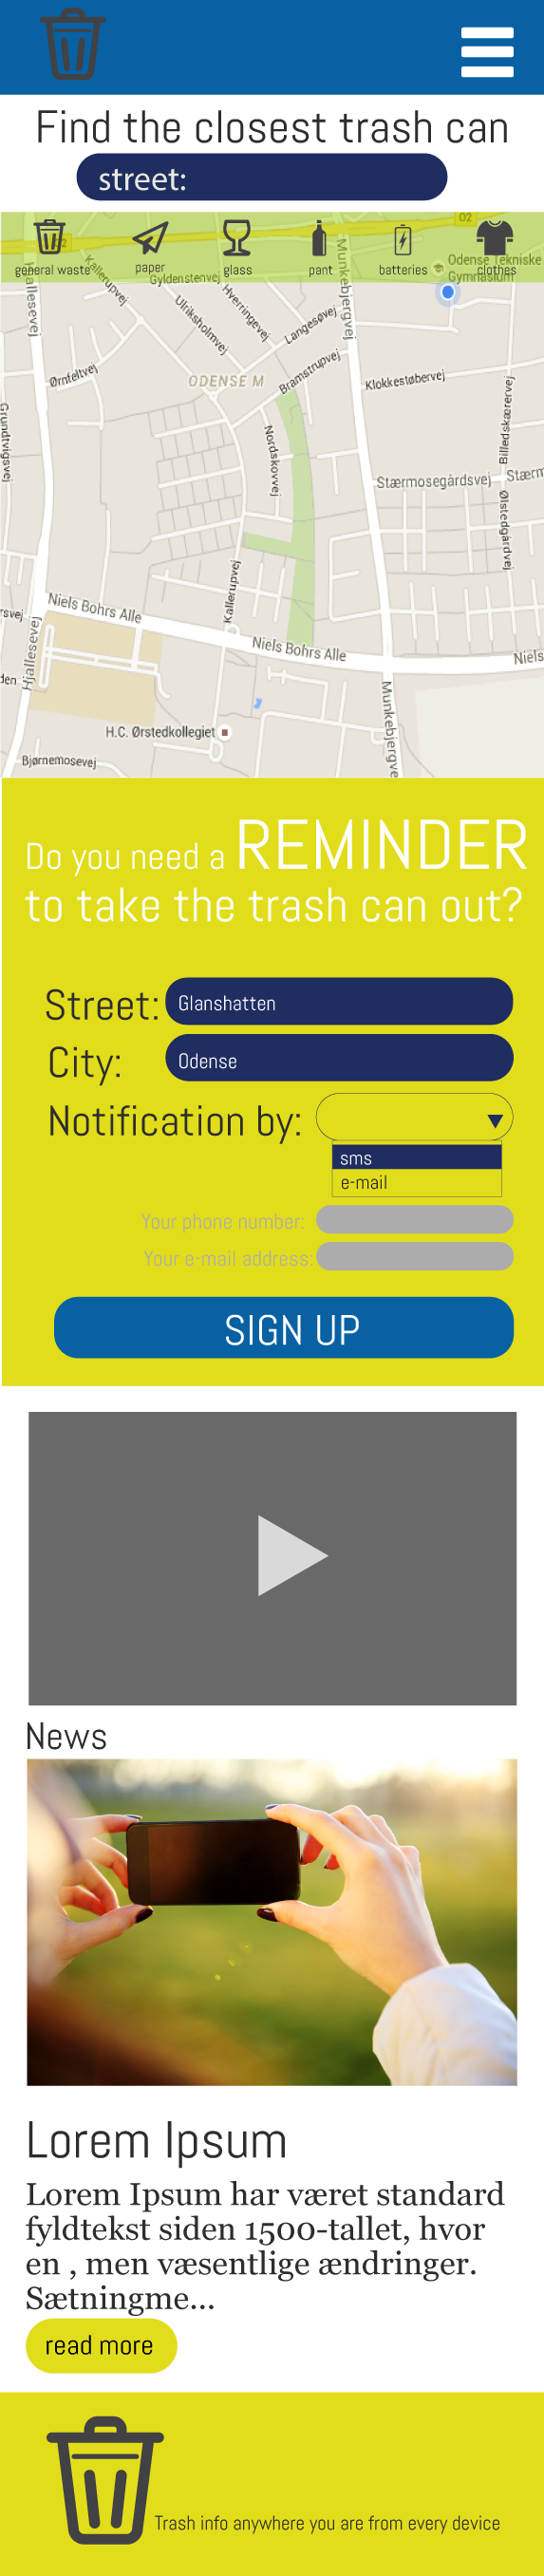 Find the closest trash can
street:
02
general waste
paper
glass
pant
batteries
clothes
Odense Tekniske
Gymnasium
Hjallesevej
Kallerupvej
Gyldenstenvej
Munkebjergvej
Ulriksholmvej
Hverringevej
Langesøvej
Ørnfeltvej
ODENSE M
Bramstrupvej
Klokkestøbervej
Billedskærervej
Grundtvigsvej
Nordskovvej
Stærmosegårdsvej
Stærm
Ølstedgårdvej
Kallerupvej
Niels Bohrs Alle
rsvej
Hjallesevej
Niels Bohrs Alle
Niels
den
Munkebjergve
H.C. Ørstedkollegiet
Bjørnemosevej
Do you need a REMINDER
to take the trash can out?
Street: Glanshatten
City: Odense
Notification by:
sms
e-mail
Your phone number:
Your e-mail address:
SIGN UP
News
Lorem Ipsum
Lorem Ipsum har været standard
fyldtekst siden 1500-tallet, hvor
en , men væsentlige ændringer.
Sætningme...
read more
Trash info anywhere you are from every device